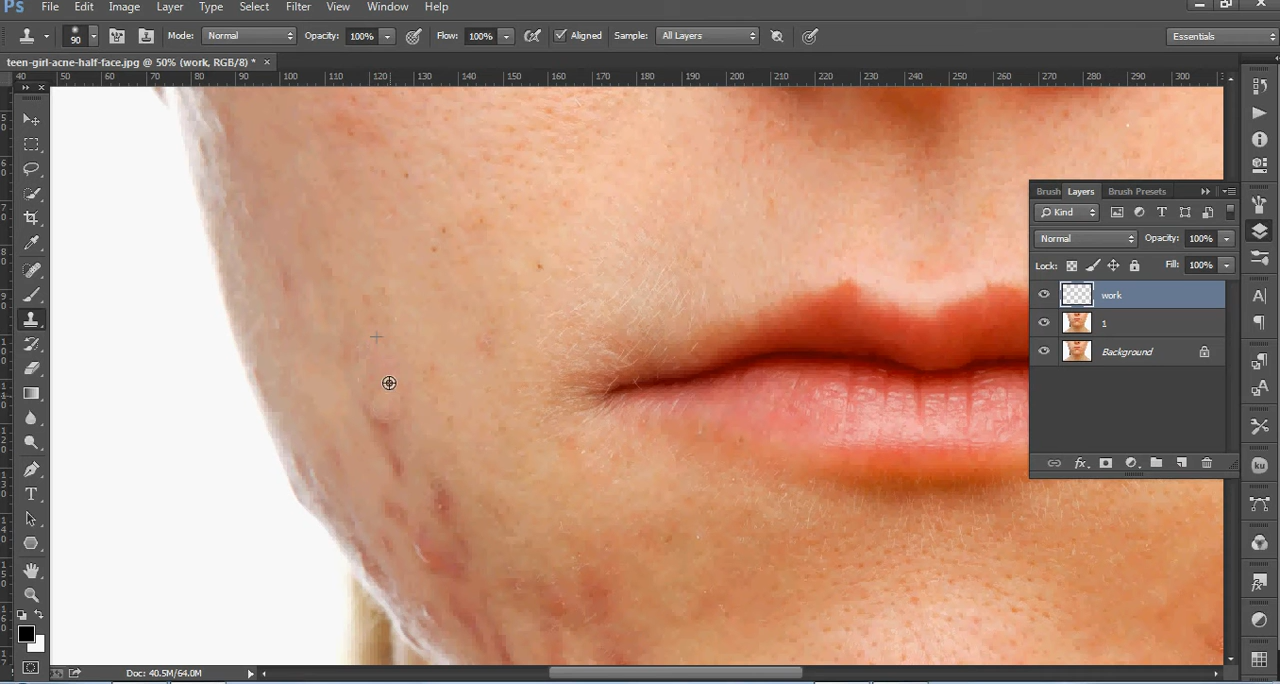 Ps File Edit Image Layer Type Select Filter View Window Help
90 Mode: Normal Opacity: 100% Flow: 100% Aligned Sample: All Layers Essentials
teen-girl-acne-half-face.jpg @ 50% (work, RGB/8) * ×
40 50 60 70 80 90 100 110 120 130 140 150 160 170 180 190 200 210 220 230 240 250 260 270 280 290 300
Brush Layers Brush Presets
Kind
Normal Opacity: 100%
Lock: Fill: 100%
work
1
Background
fx
ku
Doc: 40.5M/64.0M